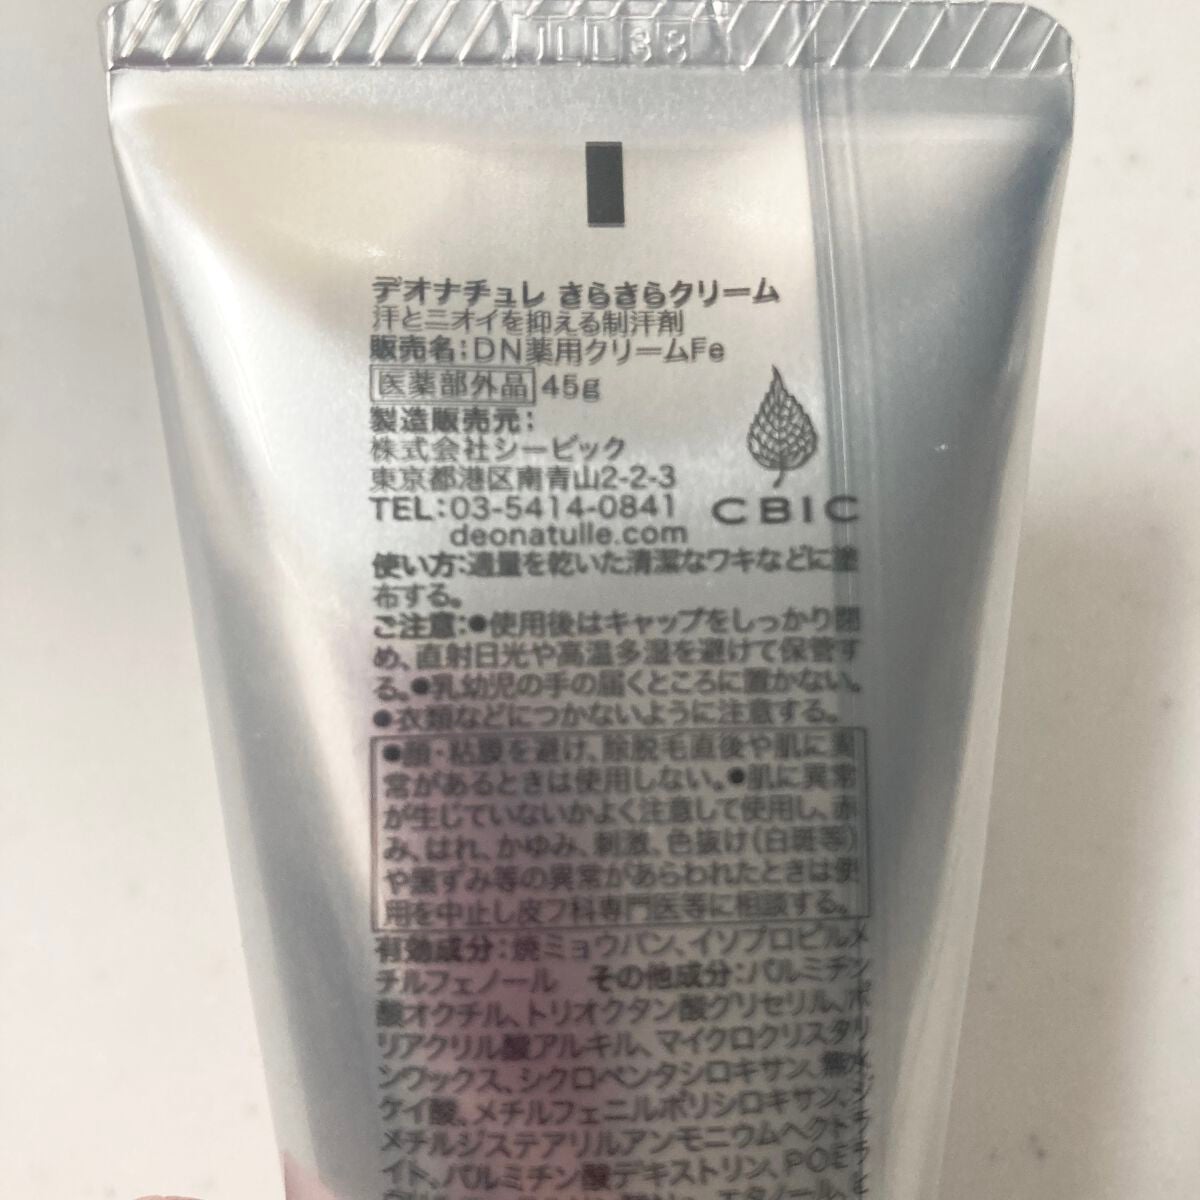 デオナチュレ さらさらクリーム
汗とニオイを抑える制汗剤
販売名:DN薬用クリームFe
医薬部外品 45g
製造販売元:
株式会社シービック
東京都港区南青山2-2-3
TEL:03-5414-0841
CBIC
deonatulle.com
使い方:適量を乾いた清潔なワキなどに塗
布する。
ご注意:●使用後はキャップをしっかり閉
め、直射日光や高温多湿を避けて保管す
る。●乳幼児の手の届くところに置かない。
●衣類などにつかないように注意する。
●顔・粘膜を避け、除脱毛直後や肌に異
常があるときは使用しない。●肌に異常
が生じていないかよく注意して使用し、赤
み、はれ、かゆみ、刺激、色抜け(白斑等)
や黒ずみ等の異常があらわれたときは使
用を中止し皮フ科専門医等に相談する。
有効成分:焼ミョウバン、イソプロピルメ
チルフェノール その他成分:パルミチン
酸オクチル、トリオクタン酸グリセリル、ポ
リアクリル酸アルキル、マイクロクリスタリ
ンワックス、シクロペンタシロキサン、無水
ケイ酸、メチルフェニルポリシロキサン、ジ
メチルジステアリルアンモニウムヘクトラ
イト、パルミチン酸デキストリン、POE
エタノール、